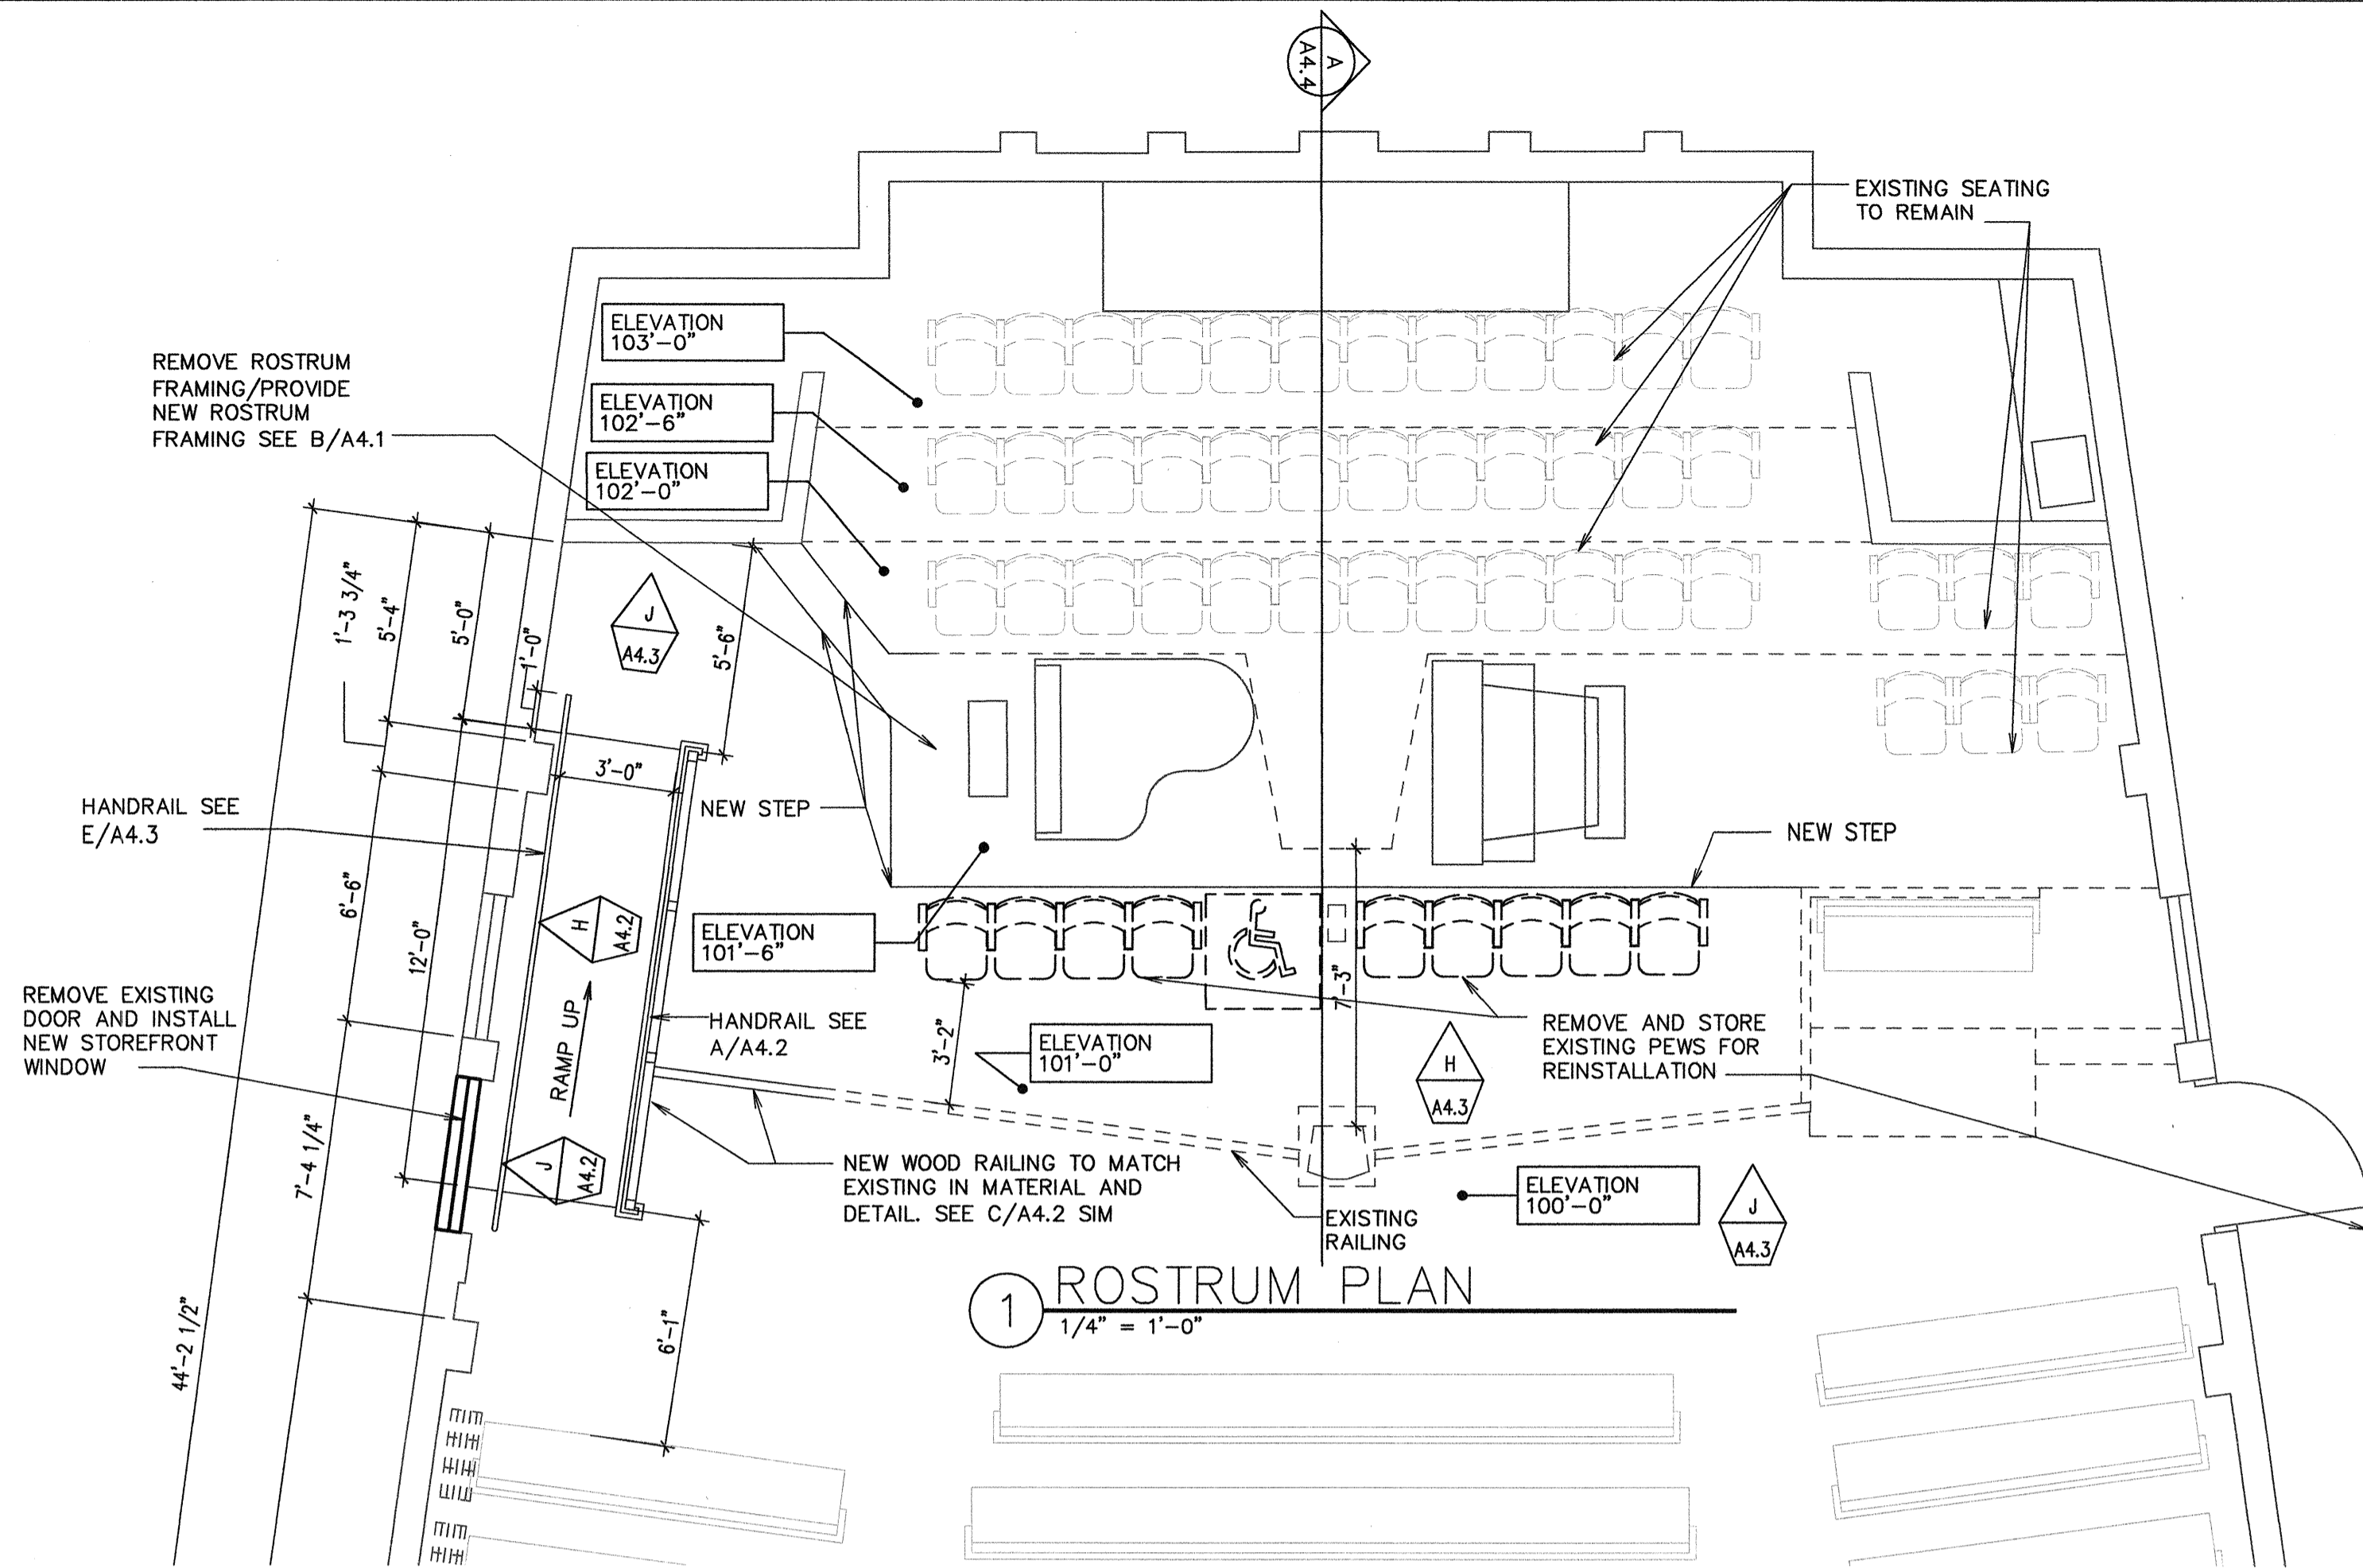 A
A4.4
EXISTING SEATING
TO REMAIN
ELEVATION
103'-0"
REMOVE ROSTRUM
FRAMING/PROVIDE
NEW ROSTRUM
FRAMING SEE B/A4.1
ELEVATION
102'-6"
ELEVATION
102'-0"
1'-3 3/4"
5'-4"
5'-0"
1'-0"
J
A4.3
5'-6"
3'-0"
HANDRAIL SEE
E/A4.3
NEW STEP
NEW STEP
6'-6"
12'-0"
H
A4.2
ELEVATION
101'-6"
7'-3"
REMOVE EXISTING
DOOR AND INSTALL
NEW STOREFRONT
WINDOW
RAMP UP
HANDRAIL SEE
A/A4.2
3'-2"
ELEVATION
101'-0"
H
A4.3
REMOVE AND STORE
EXISTING PEWS FOR
REINSTALLATION
7'-4 1/4"
J
A4.2
NEW WOOD RAILING TO MATCH
EXISTING IN MATERIAL AND
DETAIL. SEE C/A4.2 SIM
EXISTING
RAILING
ELEVATION
100'-0"
J
A4.3
44'-2 1/2"
6'-1"
1
ROSTRUM PLAN
1/4" = 1'-0"